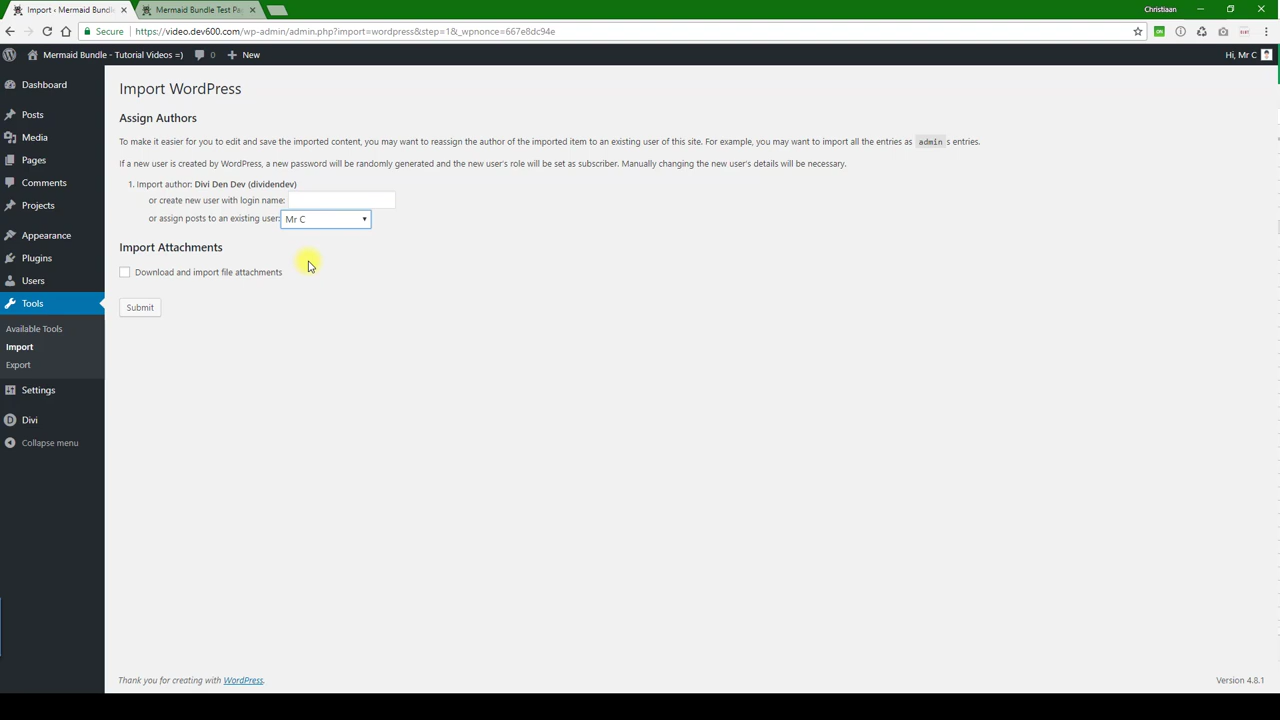 Import ‹ Mermaid Bundl
Mermaid Bundle Test Pa
Christiaan
Secure
https://video.dev600.com/wp-admin/admin.php?import=wordpress&step=1&_wpnonce=667e8dc94e
Mermaid Bundle - Tutorial Videos =)
0
New
Hi, Mr C
Dashboard
Posts
Media
Pages
Comments
Projects
Appearance
Plugins
Users
Tools
Available Tools
Import
Export
Settings
Divi
Collapse menu
Import WordPress
Assign Authors
To make it easier for you to edit and save the imported content, you may want to reassign the author of the imported item to an existing user of this site. For example, you may want to import all the entries as admin s entries.
If a new user is created by WordPress, a new password will be randomly generated and the new user's role will be set as subscriber. Manually changing the new user's details will be necessary.
1. Import author: Divi Den Dev (dividendev)
or create new user with login name:
or assign posts to an existing user: Mr C
Import Attachments
Download and import file attachments
Submit
Thank you for creating with WordPress.
Version 4.8.1